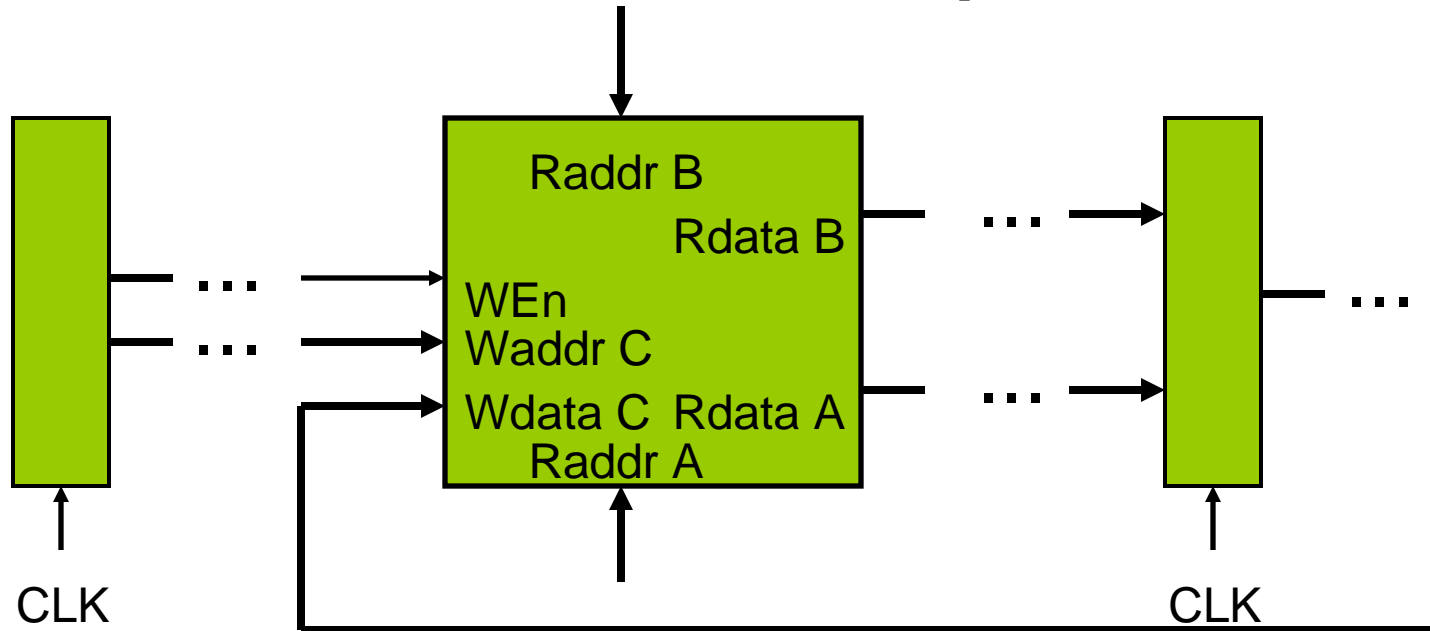 Raddr B
Rdata B
...
...
WEn
...
Waddr C
...
Wdata C Rdata A
...
Raddr A
CLK
CLK